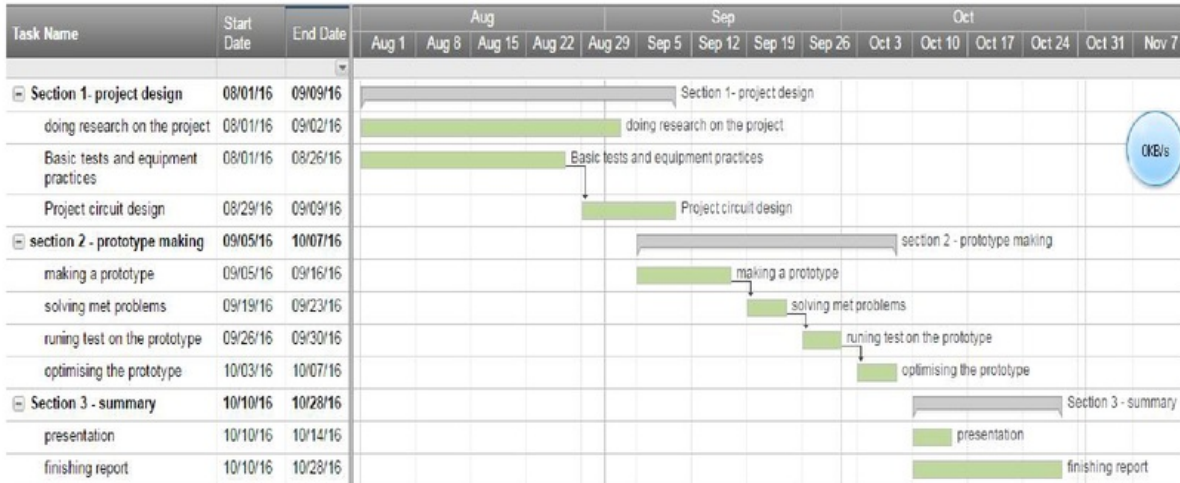 Aug Sep Oct
Task Name Start Date End Date Aug 1 Aug 8 Aug 15 Aug 22 Aug 29 Sep 5 Sep 12 Sep 19 Sep 26 Oct 3 Oct 10 Oct 17 Oct 24 Oct 31 Nov 7
Section 1- project design 08/01/16 09/09/16 Section 1- project design
doing research on the project 08/01/16 09/02/16 doing research on the project
Basic tests and equipment practices 08/01/16 08/26/16 Basic tests and equipment practices
0KB/s
Project circuit design 08/29/16 09/09/16 Project circuit design
section 2 - prototype making 09/05/16 10/07/16 section 2 - prototype making
making a prototype 09/05/16 09/16/16 making a prototype
solving met problems 09/19/16 09/23/16 solving met problems
runing test on the prototype 09/26/16 09/30/16 runing test on the prototype
optimising the prototype 10/03/16 10/07/16 optimising the prototype
Section 3 - summary 10/10/16 10/28/16 Section 3 - summary
presentation 10/10/16 10/14/16 presentation
finishing report 10/10/16 10/28/16 finishing report